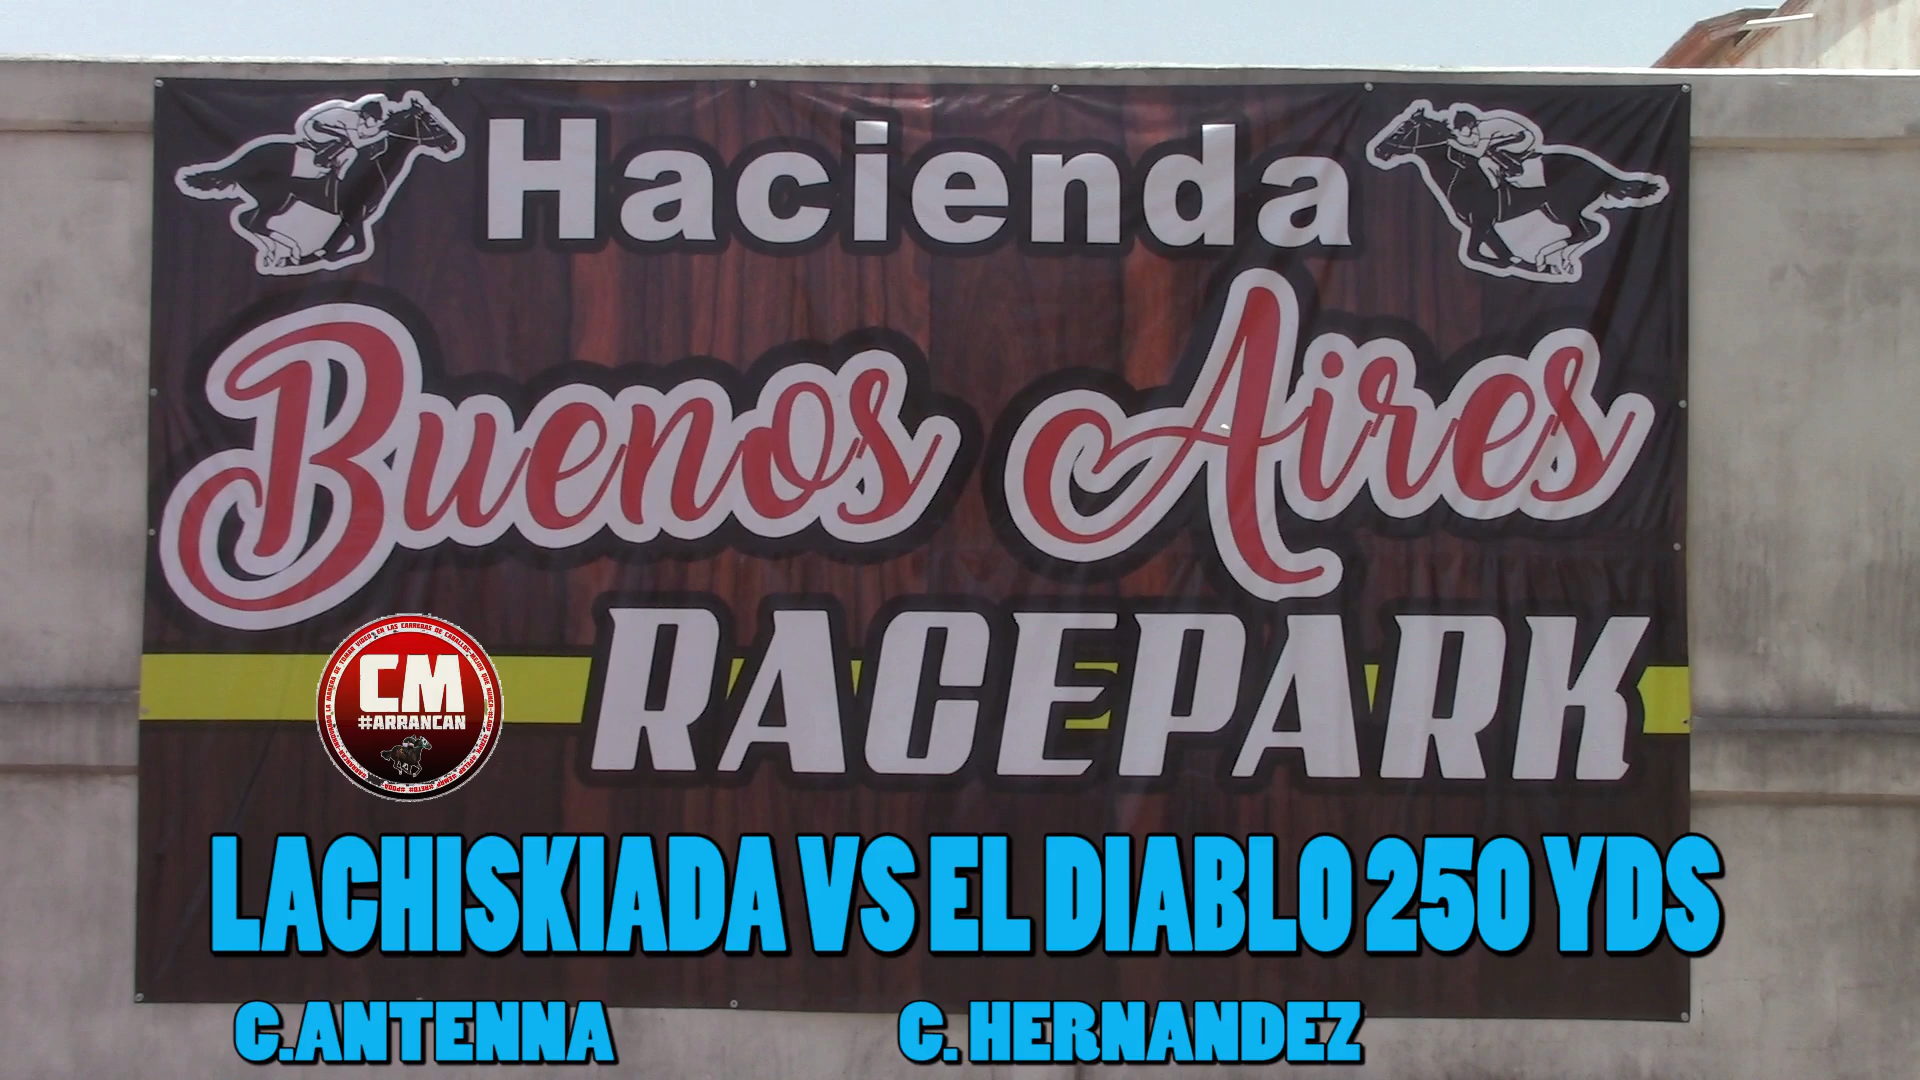 Hacienda
Buenos Aires
RACEPARK
CM
#ARRANCAN
LACHISKIADA VS EL DIABLO 250 YDS
C.ANTENNA C. HERNANDEZ